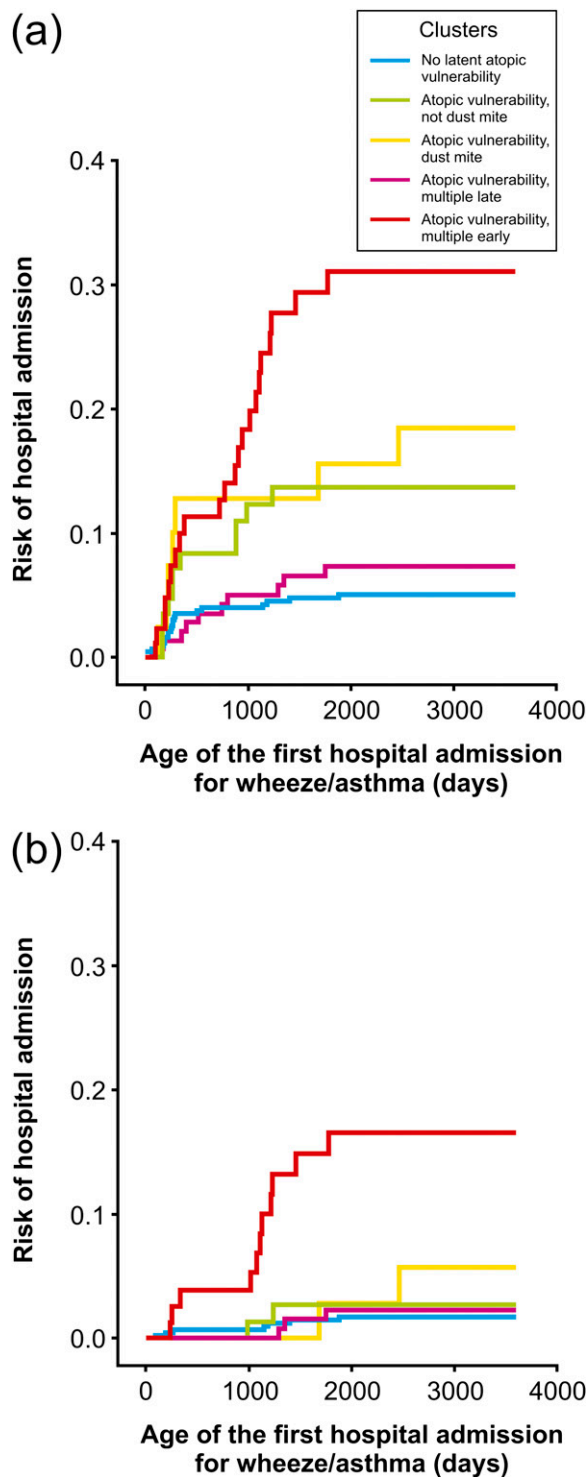 (a)
Clusters
No latent atopic
vulnerability
Atopic vulnerability,
not dust mite
Atopic vulnerability,
dust mite
Atopic vulnerability,
multiple late
Atopic vulnerability,
multiple early
Risk of hospital admission
0.4
0.3
0.2
0.1
0.0
0 1000 2000 3000 4000
Age of the first hospital admission
for wheeze/asthma (days)
(b)
Risk of hospital admission
0.4
0.3
0.2
0.1
0.0
0 1000 2000 3000 4000
Age of the first hospital admission
for wheeze/asthma (days)